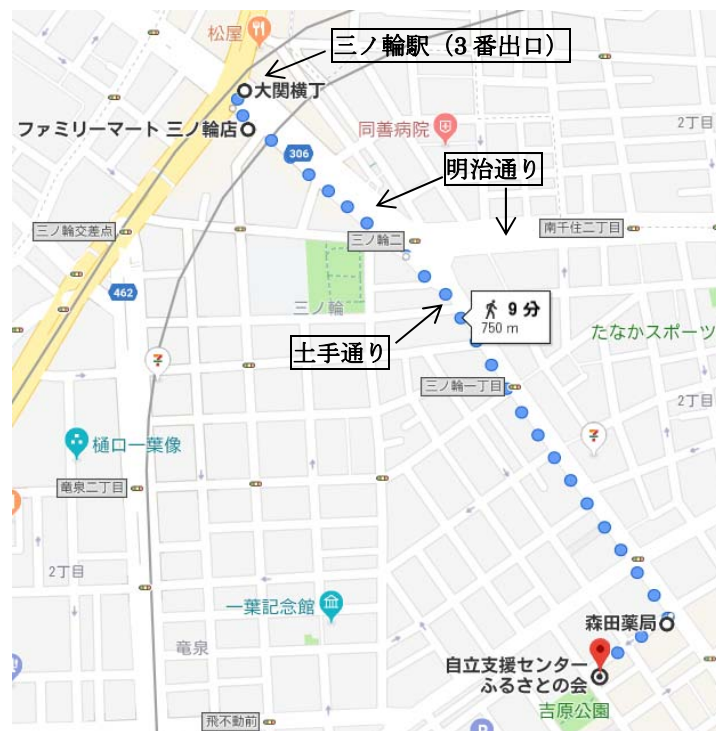 松屋
三ノ輪駅（3番出口）
大関横丁
ファミリーマート 三ノ輪店
同善病院
2丁目
306
明治通り
三ノ輪交差点
三ノ輪二
南千住二丁目
462
三ノ輪
9 分
750 m
土手通り
たなかスポーツ
三ノ輪一丁目
2丁目
樋口一葉像
竜泉二丁目
2丁目
一葉記念館
森田薬局
竜泉
自立支援センター
ふるさとの会
吉原公園
飛不動前